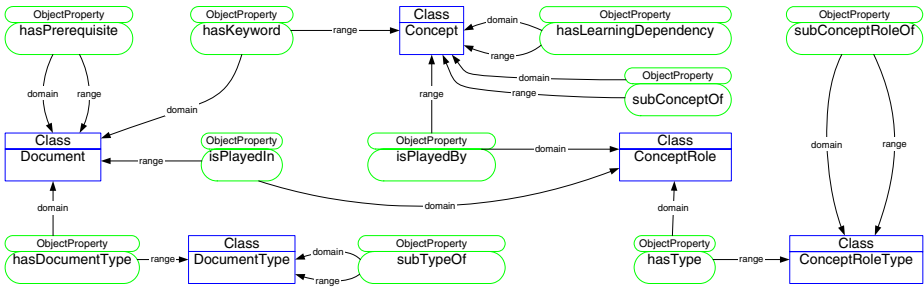 ObjectProperty
hasPrerequisite
ObjectProperty
hasKeyword
range
Class
Concept
domain
range
ObjectProperty
hasLearningDependency
ObjectProperty
subConceptOf
domain
range
ObjectProperty
subConceptRoleOf
domain
range
domain
range
Class
Document
range
ObjectProperty
isPlayedIn
ObjectProperty
isPlayedBy
domain
Class
ConceptRole
domain
range
domain
domain
domain
ObjectProperty
hasDocumentType
range
Class
DocumentType
domain
range
ObjectProperty
subTypeOf
ObjectProperty
hasType
range
Class
ConceptRoleType